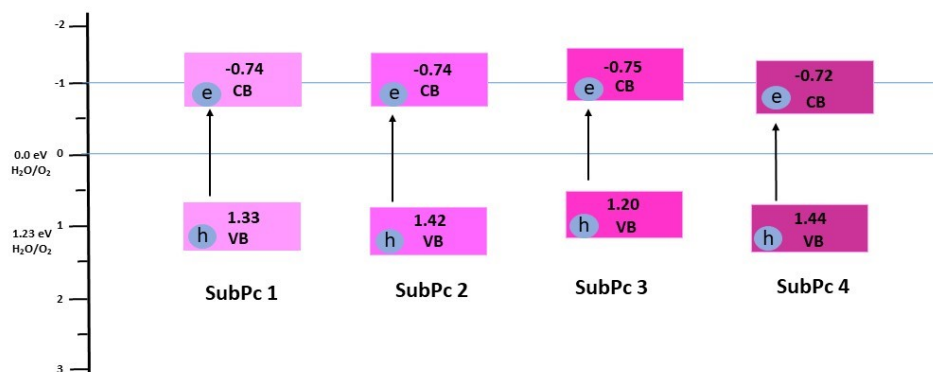 -2
-1
0.0 eV
H₂O/O₂
0
1
1.23 eV
H₂O/O₂
2
3
-0.74
e
CB
1.33
h
VB
SubPc 1
-0.74
e
CB
1.42
h
VB
SubPc 2
-0.75
e
CB
1.20
h
VB
SubPc 3
-0.72
e
CB
1.44
h
VB
SubPc 4